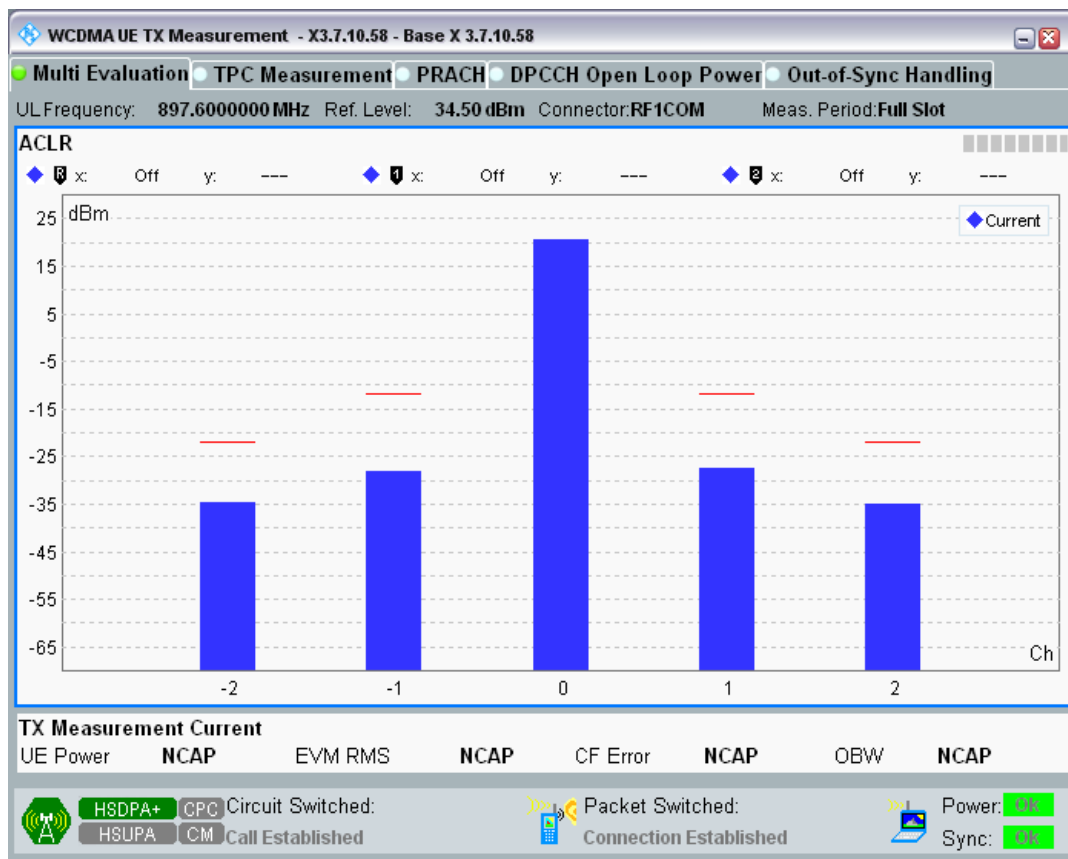 WCDMA UE TX Measurement - X3.7.10.58 - Base X 3.7.10.58
Multi Evaluation TPC Measurement PRACH DPCCH Open Loop Power Out-of-Sync Handling
UL Frequency: 897.6000000 MHz Ref. Level: 34.50 dBm Connector: RF1COM Meas. Period: Full Slot
ACLR
R x: Off y: --- 1 x: Off y: --- 2 x: Off y: ---
dBm
Current
25
15
5
-5
-15
-25
-35
-45
-55
-65
Ch
-2 -1 0 1 2
TX Measurement Current
UE Power NCAP EVM RMS NCAP CF Error NCAP OBW NCAP
HSDPA+ CPC Circuit Switched: Packet Switched: Power: OK
HSUPA CM Call Established Connection Established Sync: OK